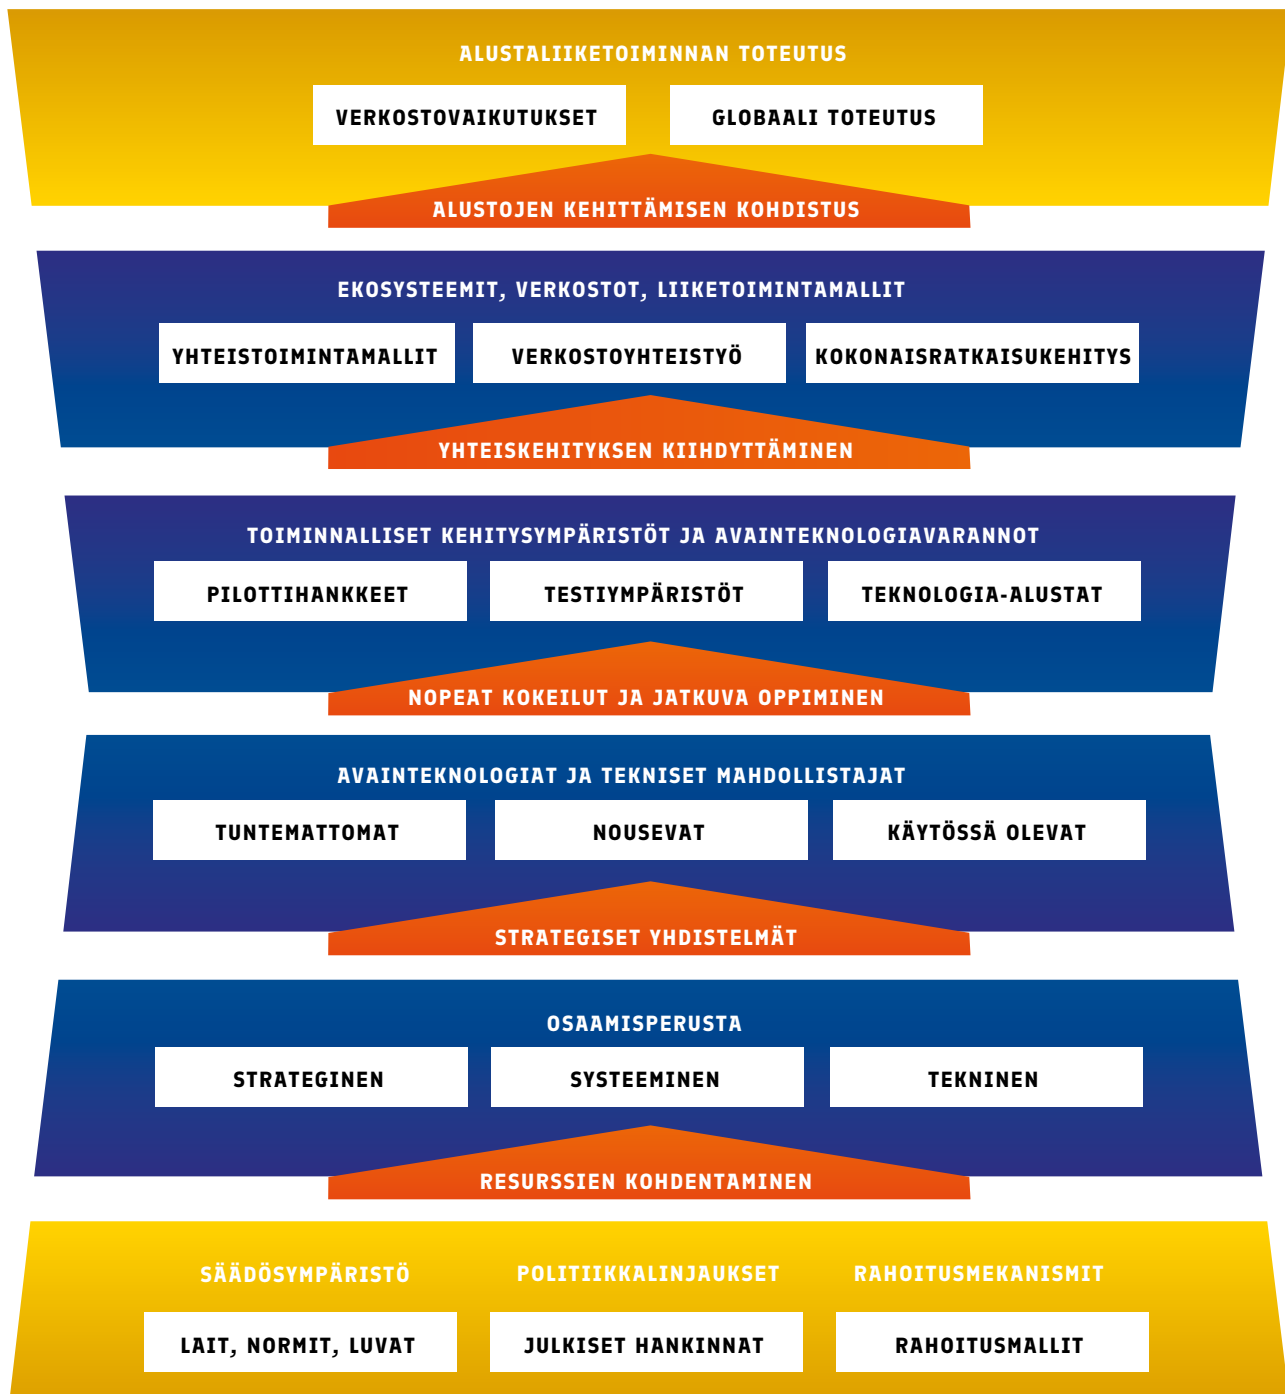 ALUSTALIIKETOIMINNAN TOTEUTUS
VERKOSTOVAIKUTUKSET
GLOBAALI TOTEUTUS
ALUSTOJEN KEHITTÄMISEN KOHDISTUS
EKOSYSTEEMIT, VERKOSTOT, LIIKETOIMINTAMALLIT
YHTEISTOIMINTAMALLIT
VERKOSTOYHTEISTYÖ
KOKONAISRATKAISUKEHITYS
YHTEISKEHITYKSEN KIIHDYTTÄMINEN
TOIMINNALLISET KEHITYSYMPÄRISTÖT JA AVAINTEKNOLOGIAVARANNOT
PILOTTIHANKKEET
TESTIYMPÄRISTÖT
TEKNOLOGIA-ALUSTAT
NOPEAT KOKEILUT JA JATKUVA OPPIMINEN
AVAINTEKNOLOGIAT JA TEKNISET MAHDOLLISTAJAT
TUNTEMATTOMAT
NOUSEVAT
KÄYTÖSSÄ OLEVAT
STRATEGISET YHDISTELMÄT
OSAAMISPERUSTA
STRATEGINEN
SYSTEEMINEN
TEKNINEN
RESURSSIEN KOHDENTAMINEN
SÄÄDÖSYMPÄRISTÖ
POLITIIKKALINJAUKSET
RAHOITUSMEKANISMIT
LAIT, NORMIT, LUVAT
JULKISET HANKINNAT
RAHOITUSMALLIT